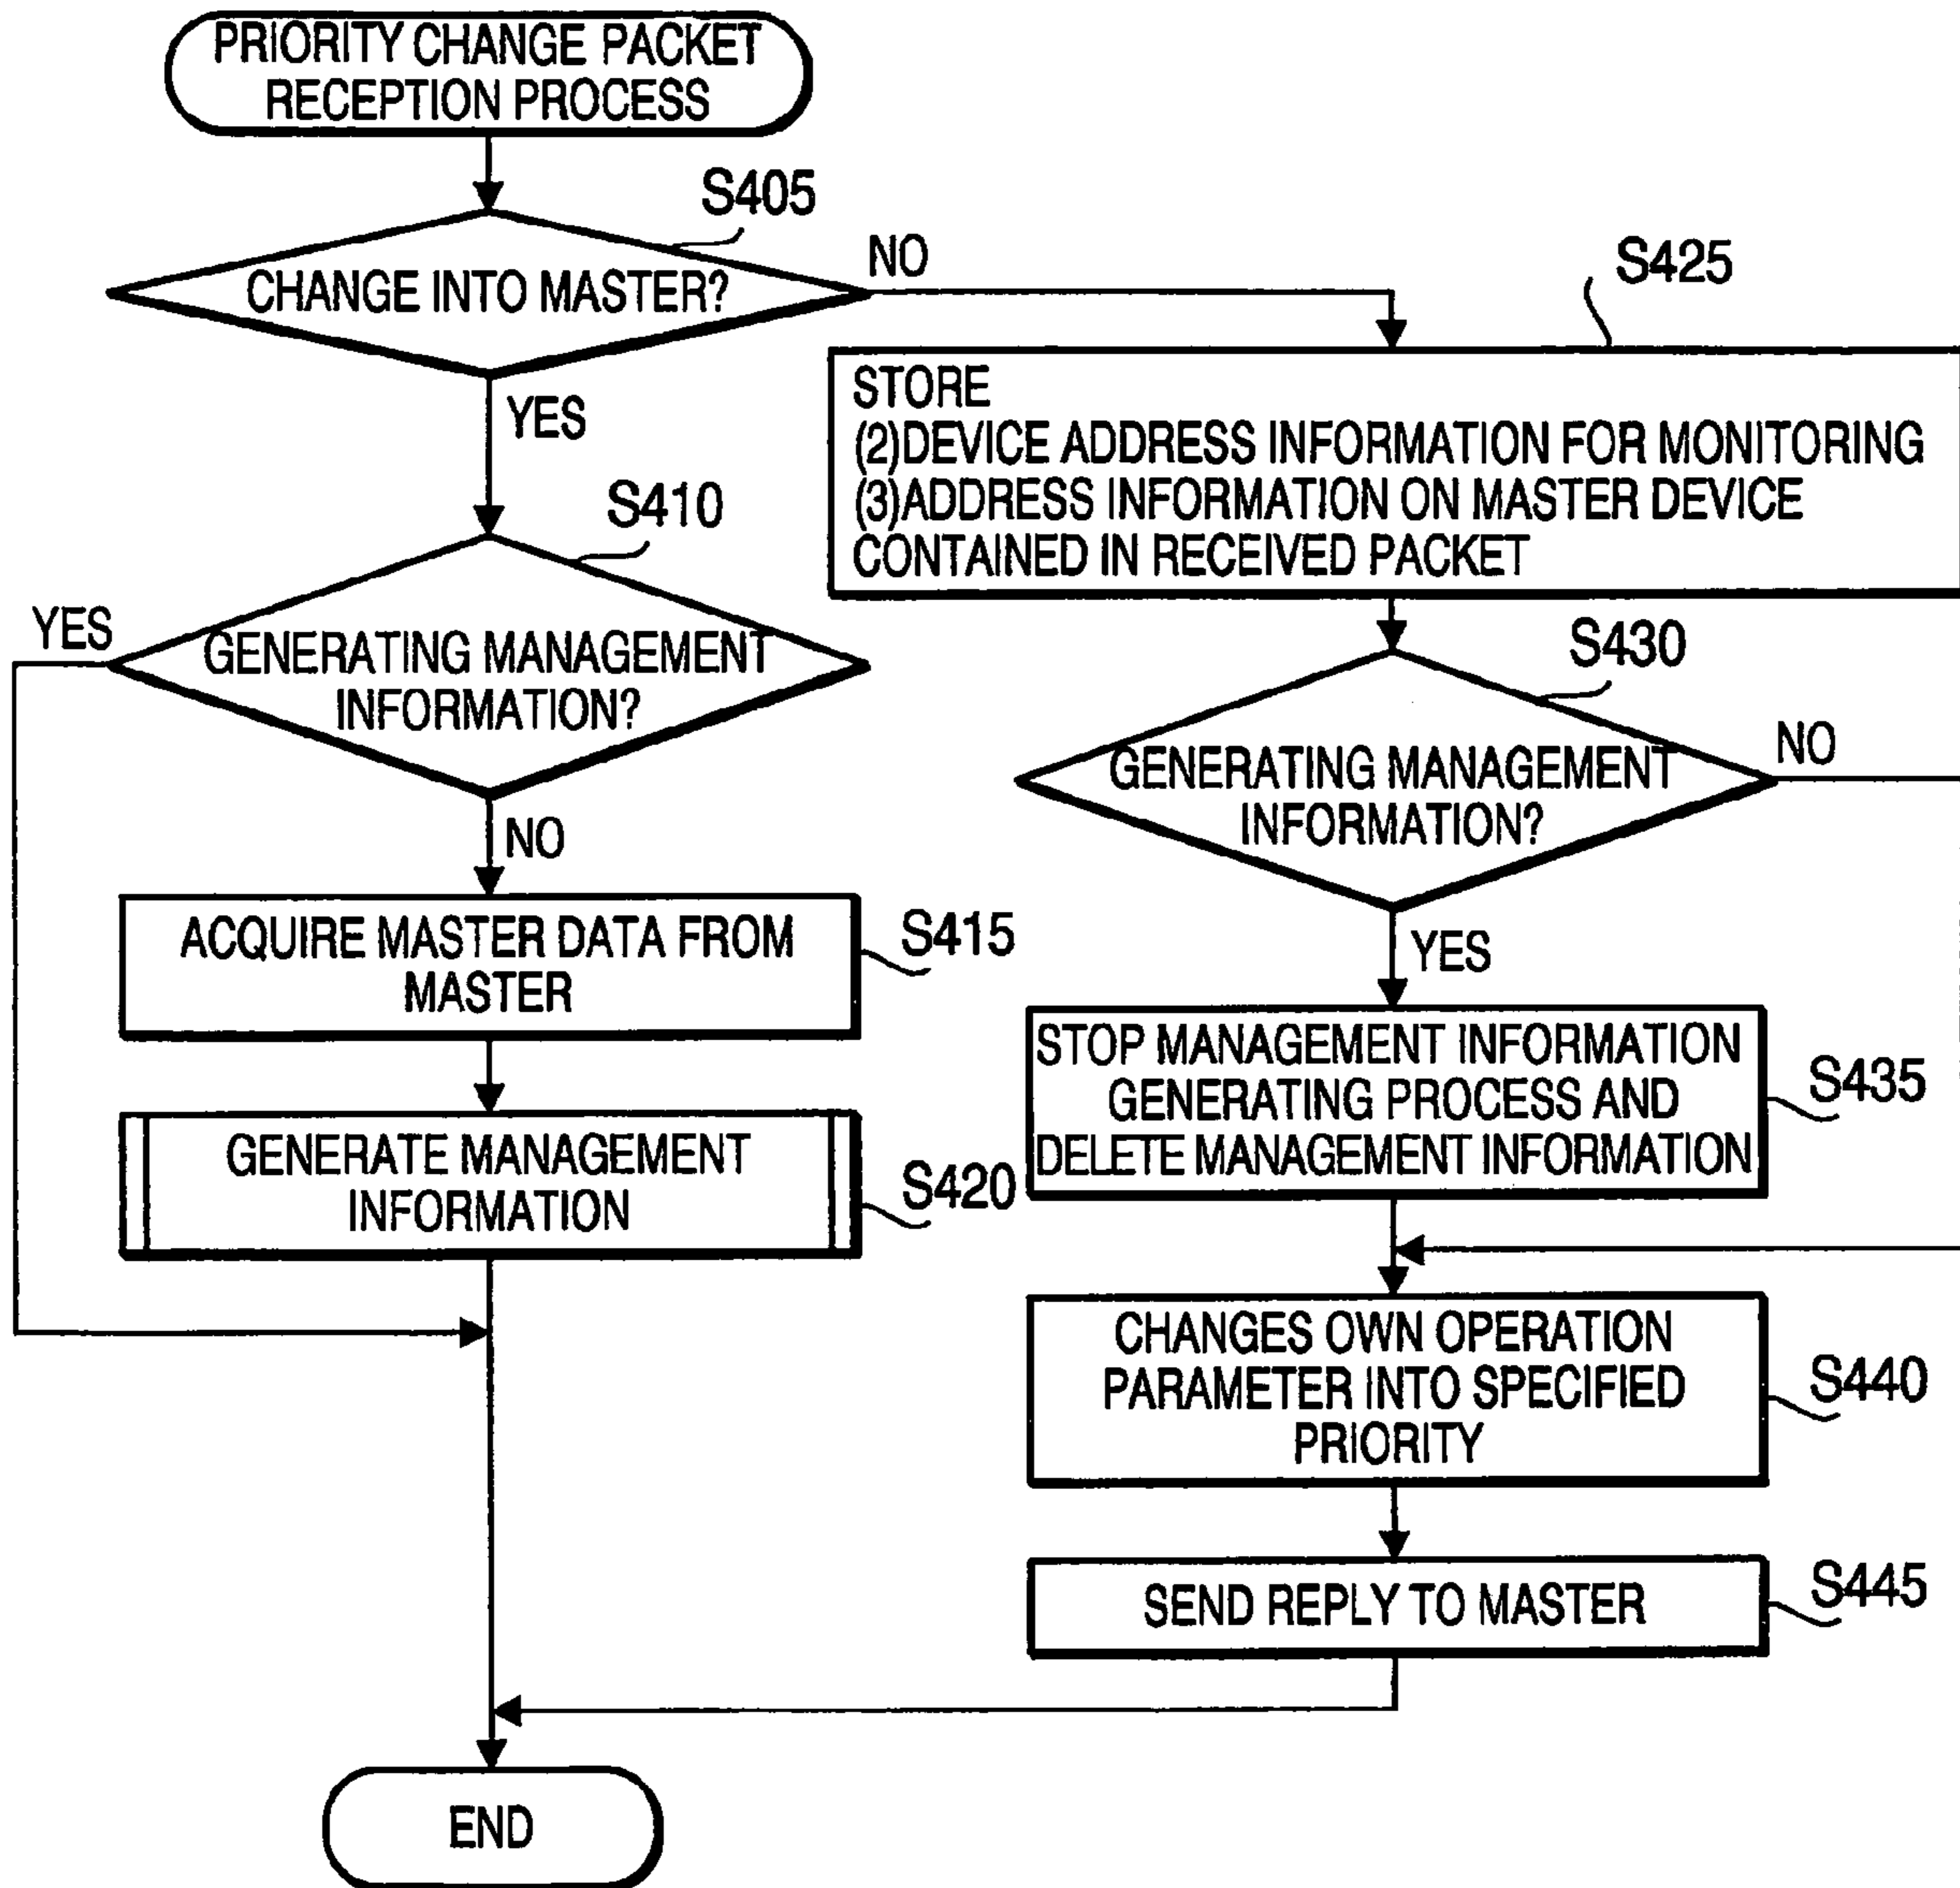 PRIORITY CHANGE PACKET
RECEPTION PROCESS
S405
CHANGE INTO MASTER?
NO
YES
S410
GENERATING MANAGEMENT
INFORMATION?
YES
NO
ACQUIRE MASTER DATA FROM
MASTER
S415
GENERATE MANAGEMENT
INFORMATION
S420
S425
STORE
(2)DEVICE ADDRESS INFORMATION FOR MONITORING
(3)ADDRESS INFORMATION ON MASTER DEVICE
CONTAINED IN RECEIVED PACKET
S430
GENERATING MANAGEMENT
INFORMATION?
NO
YES
STOP MANAGEMENT INFORMATION
GENERATING PROCESS AND
DELETE MANAGEMENT INFORMATION
S435
CHANGES OWN OPERATION
PARAMETER INTO SPECIFIED
PRIORITY
S440
SEND REPLY TO MASTER
S445
END